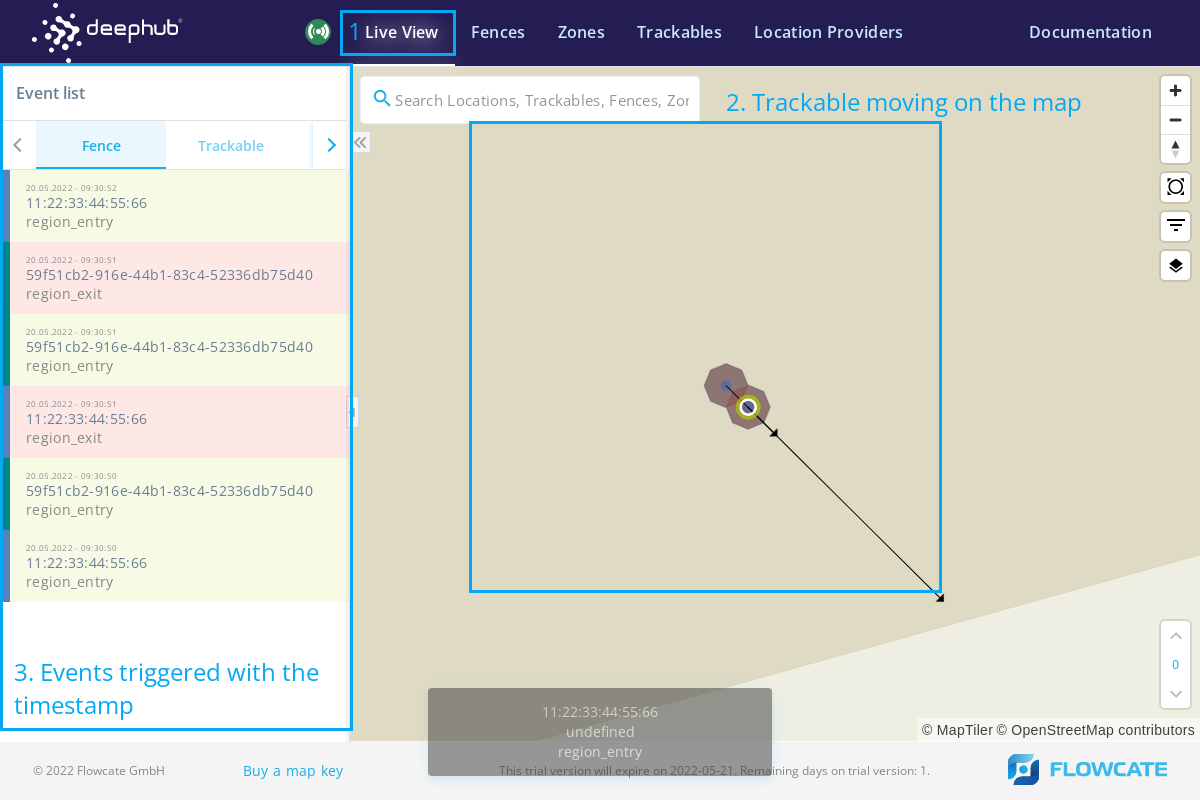 deephub
1 Live View
Fences
Zones
Trackables
Location Providers
Documentation
Event list
Search Locations, Trackables, Fences, Zor
2. Trackable moving on the map
Fence
Trackable
20.05.2022 - 09:30:52
11:22:33:44:55:66
region_entry
20.05.2022 - 09:30:51
59f51cb2-916e-44b1-83c4-52336db75d40
region_exit
20.05.2022 - 09:30:51
59f51cb2-916e-44b1-83c4-52336db75d40
region_entry
20.05.2022 - 09:30:51
11:22:33:44:55:66
region_exit
20.05.2022 - 09:30:50
59f51cb2-916e-44b1-83c4-52336db75d40
region_entry
20.05.2022 - 09:30:50
11:22:33:44:55:66
region_entry
3. Events triggered with the
timestamp
0
11:22:33:44:55:66
undefined
region_entry
© MapTiler © OpenStreetMap contributors
© 2022 Flowcate GmbH
Buy a map key
This trial version will expire on 2022-05-21. Remaining days on trial version: 1.
FLOWCATE